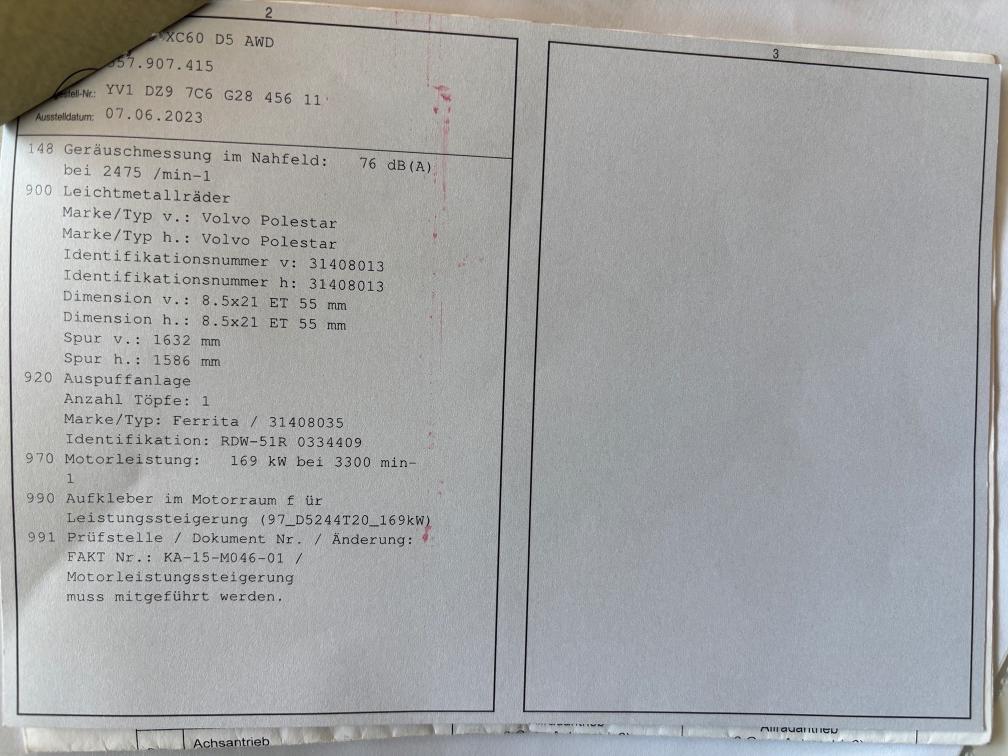 2
XC60 D5 AWD
57.907.415
YV1 DZ9 7C6 G28 456 11
Ausstelldatum: 07.06.2023
148 Geräuschmessung im Nahfeld: 76 dB(A)
bei 2475 /min-1
900 Leichtmetallräder
Marke/Typ v.: Volvo Polestar
Marke/Typ h.: Volvo Polestar
Identifikationsnummer v: 31408013
Identifikationsnummer h: 31408013
Dimension v.: 8.5x21 ET 55 mm
Dimension h.: 8.5x21 ET 55 mm
Spur v.: 1632 mm
Spur h.: 1586 mm
920 Auspuffanlage
Anzahl Töpfe: 1
Marke/Typ: Ferrita / 31408035
Identifikation: RDW-51R 0334409
970 Motorleistung: 169 kW bei 3300 min-
1
990 Aufkleber im Motorraum f ür
Leistungssteigerung (97_D5244T20_169kW)
991 Prüfstelle / Dokument Nr. / Änderung:
FAKT Nr.: KA-15-M046-01 /
Motorleistungssteigerung
muss mitgeführt werden.
3
Achsantrieb
Allradantrieb